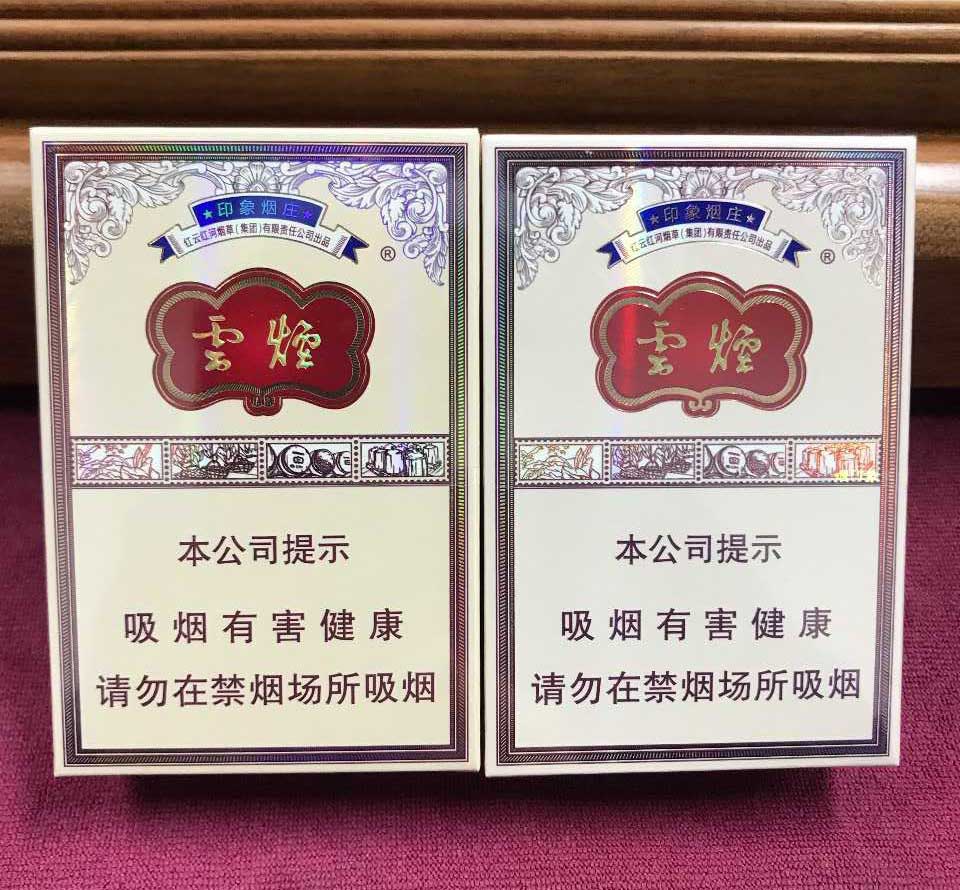 印象烟庄
红云红河烟草(集团)有限责任公司出品
®
雲煙
本公司提示
吸烟有害健康
请勿在禁烟场所吸烟
印象烟庄
红云红河烟草(集团)有限责任公司出品
®
雲煙
本公司提示
吸烟有害健康
请勿在禁烟场所吸烟